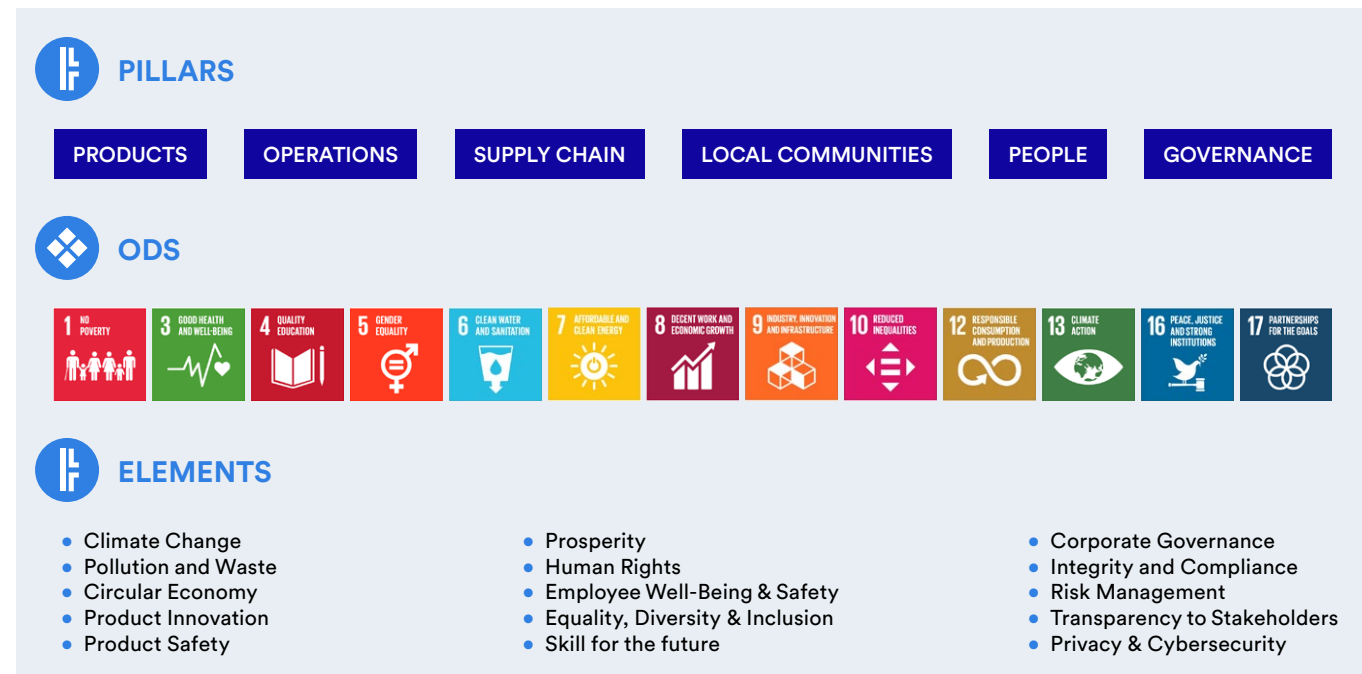 PILLARS
PRODUCTS
OPERATIONS
SUPPLY CHAIN
LOCAL COMMUNITIES
PEOPLE
GOVERNANCE
ODS
1 NO
POVERTY
3 GOOD HEALTH
AND WELL-BEING
4 QUALITY
EDUCATION
5 GENDER
EQUALITY
6 CLEAN WATER
AND SANITATION
7 AFFORDABLE AND
CLEAN ENERGY
8 DECENT WORK AND
ECONOMIC GROWTH
9 INDUSTRY, INNOVATION
AND INFRASTRUCTURE
10 REDUCED
INEQUALITIES
12 RESPONSIBLE
CONSUMPTION
AND PRODUCTION
13 CLIMATE
ACTION
16 PEACE, JUSTICE
AND STRONG
INSTITUTIONS
17 PARTNERSHIPS
FOR THE GOALS
ELEMENTS
• Climate Change
• Pollution and Waste
• Circular Economy
• Product Innovation
• Product Safety
• Prosperity
• Human Rights
• Employee Well-Being & Safety
• Equality, Diversity & Inclusion
• Skill for the future
• Corporate Governance
• Integrity and Compliance
• Risk Management
• Transparency to Stakeholders
• Privacy & Cybersecurity